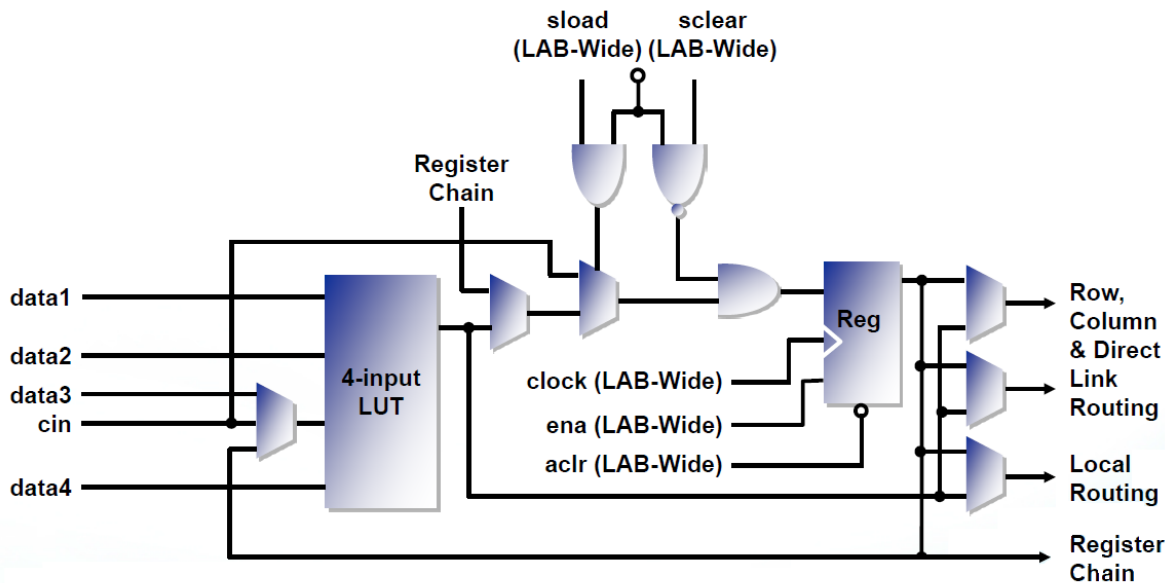 sload
(LAB-Wide)
sclear
(LAB-Wide)
Register
Chain
data1
data2
data3
cin
data4
4-input
LUT
Reg
clock (LAB-Wide)
ena (LAB-Wide)
aclr (LAB-Wide)
Row,
Column
& Direct
Link
Routing
Local
Routing
Register
Chain